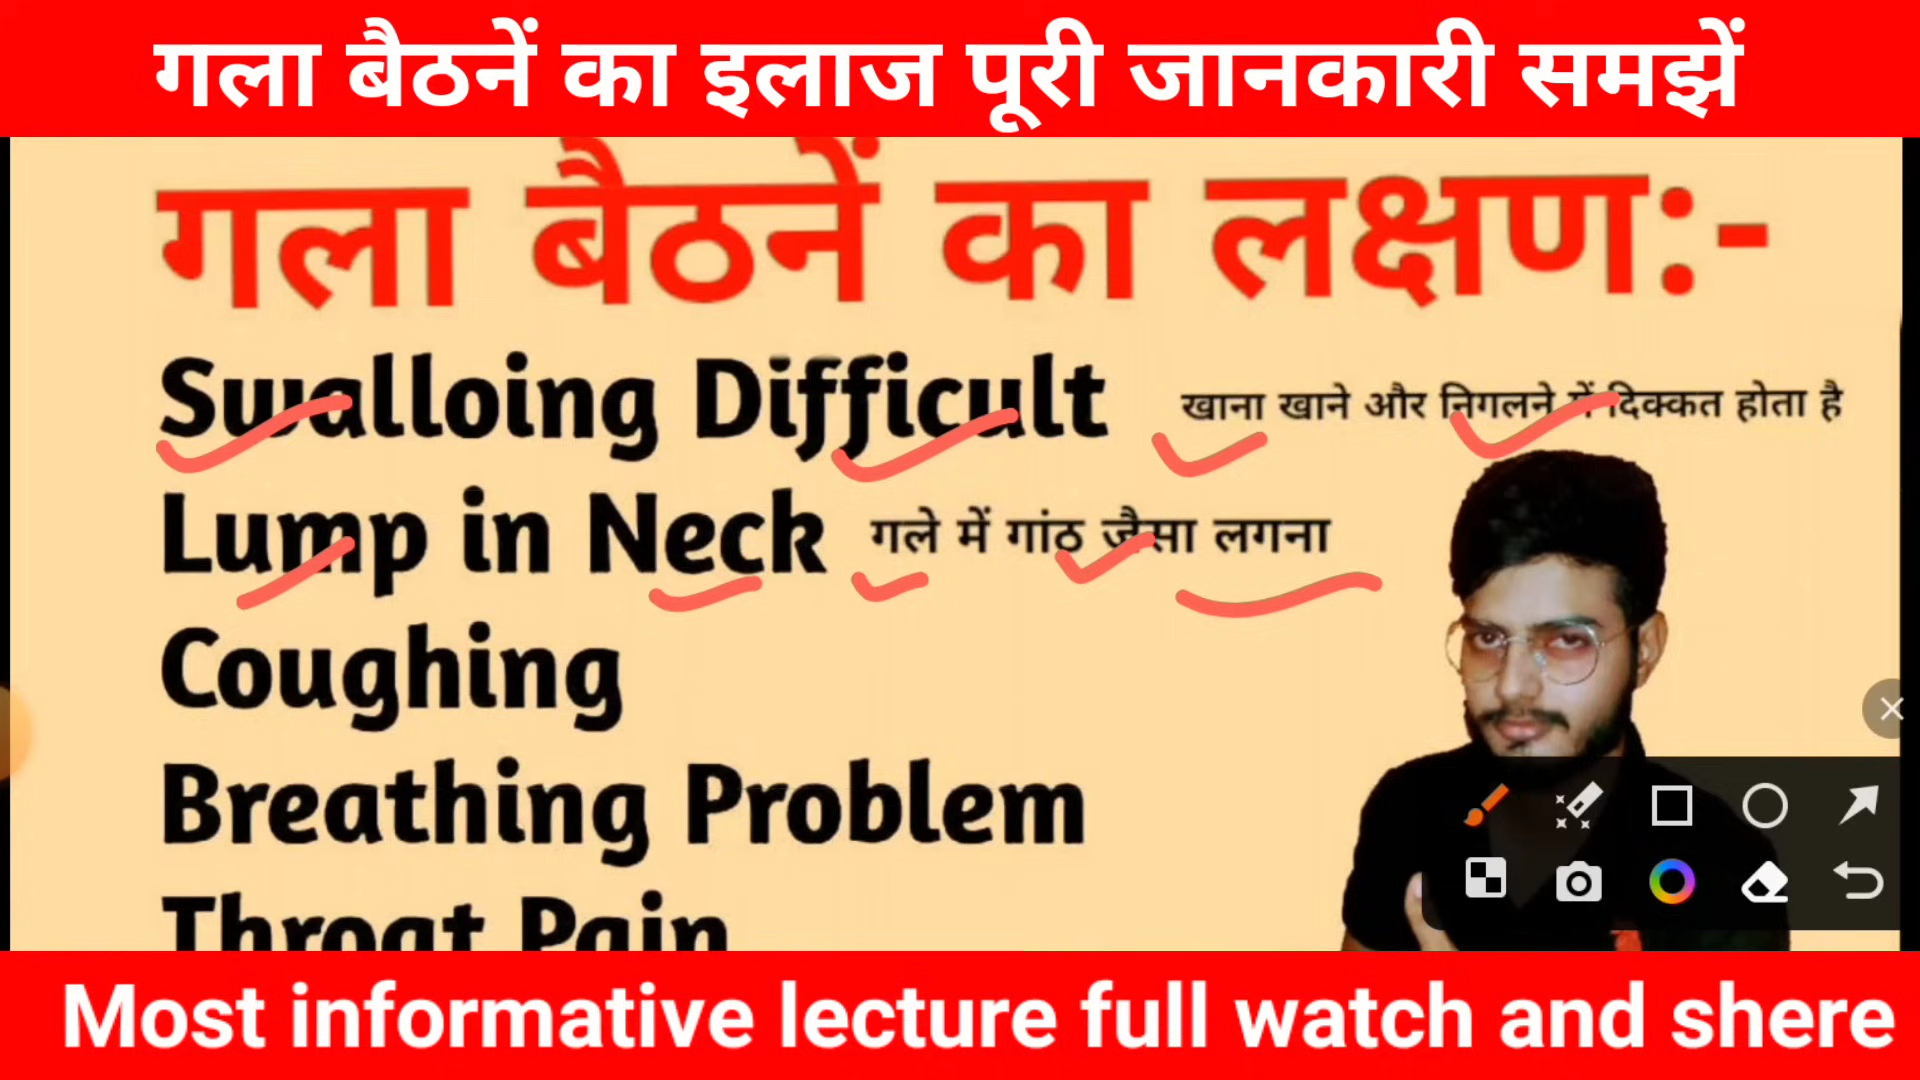 गला बैठनें का इलाज पूरी जानकारी समझें
गला बैठनें का लक्षण:-
Swalloing Difficult खाना खाने और निगलने में दिक्कत होता है
Lump in Neck गले में गांठ जैसा लगना
Coughing
Breathing Problem
Throat Pain
Most informative lecture full watch and shere